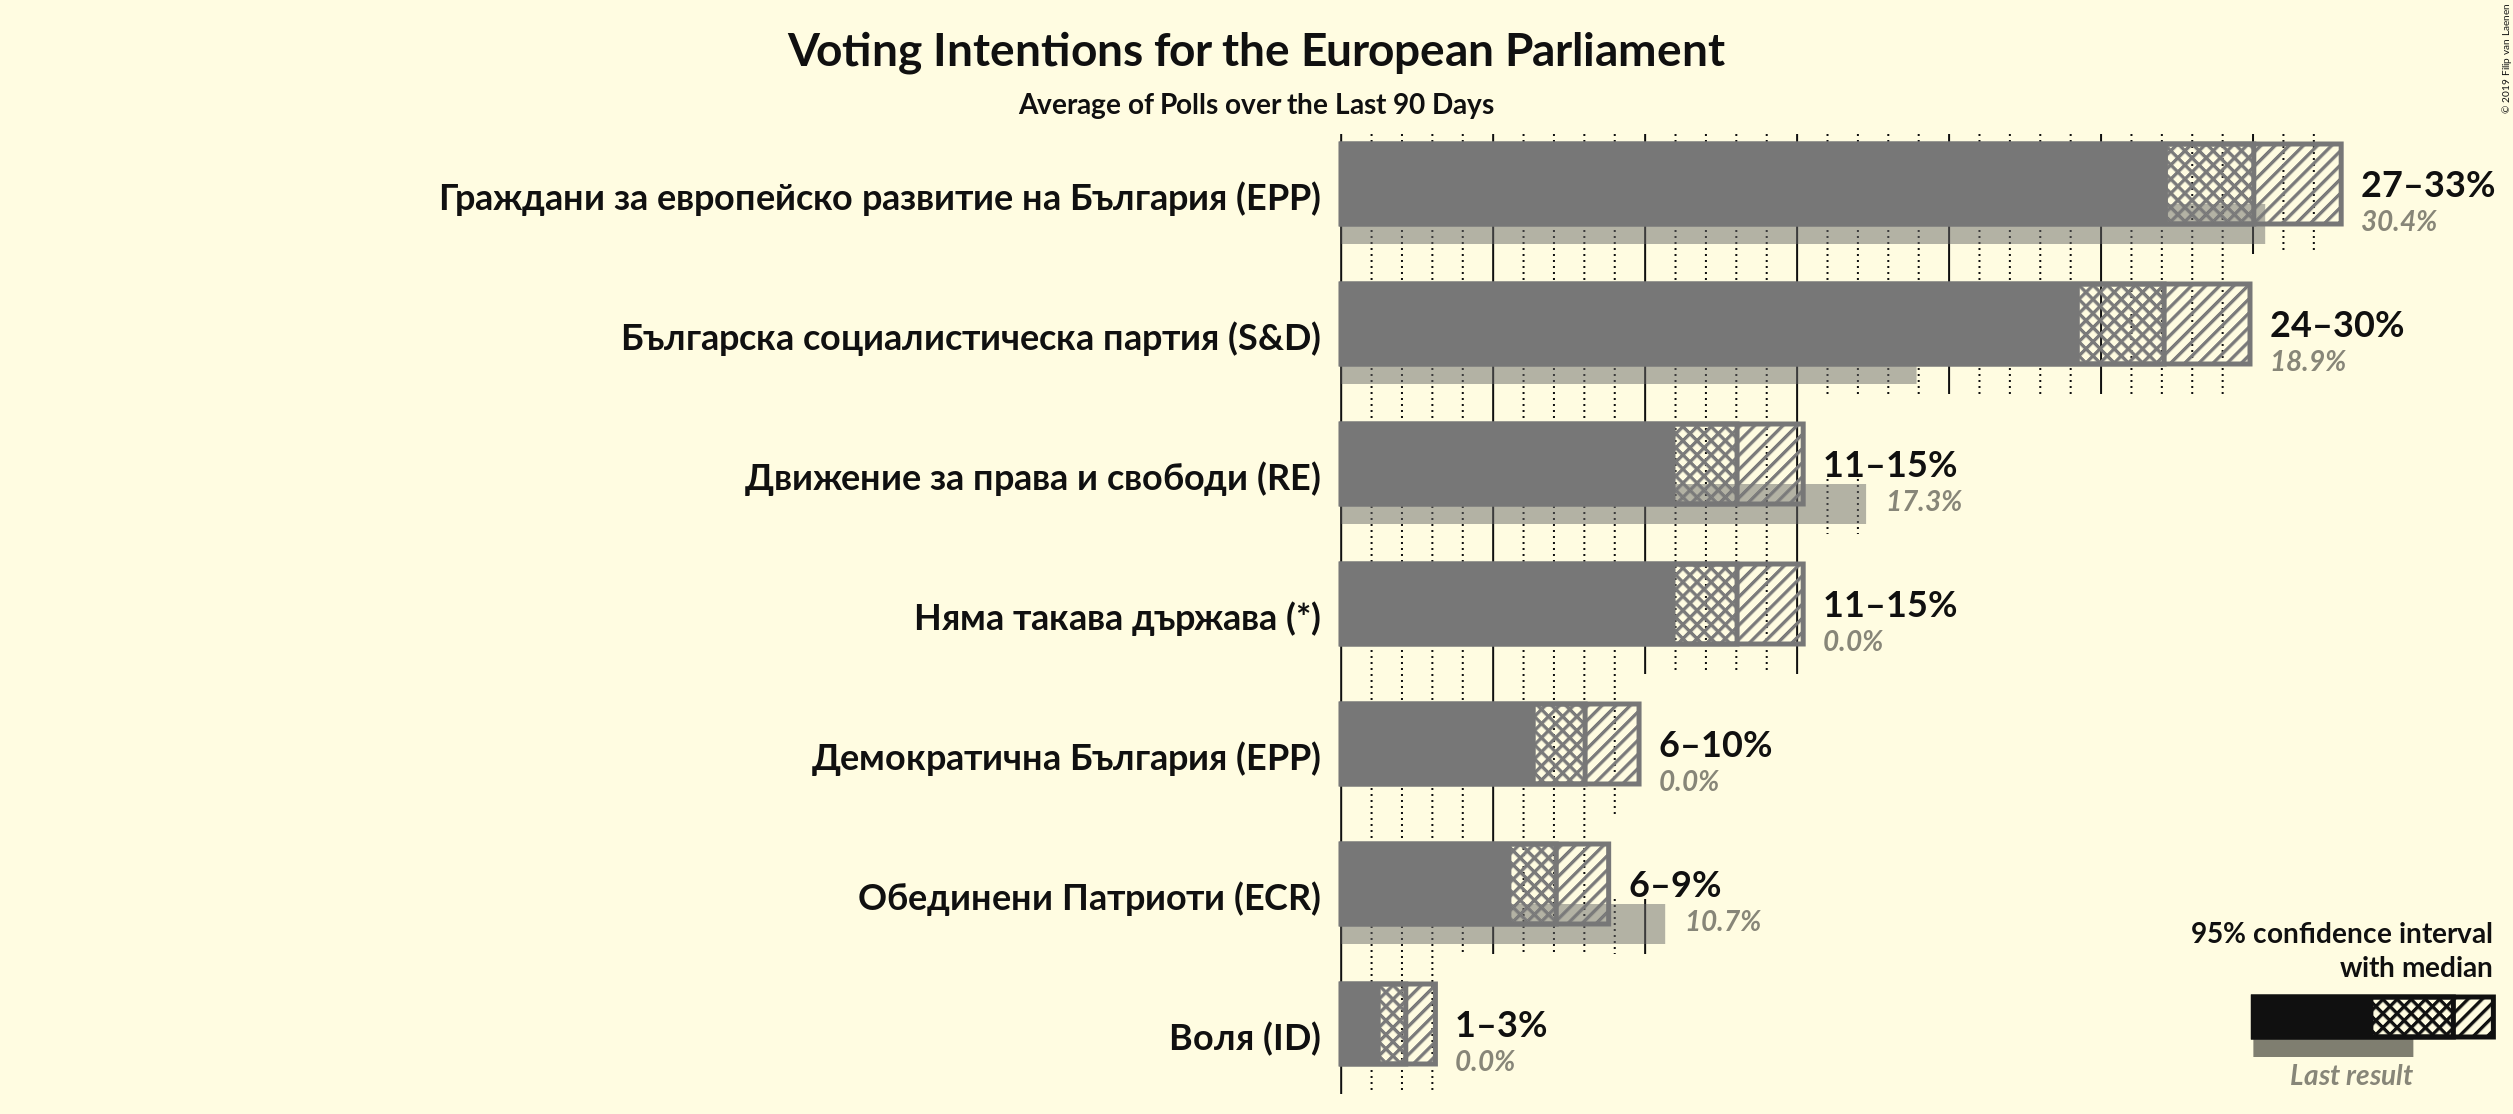 Voting Intentions for the European Parliament
Average of Polls over the Last 90 Days
© 2019 Filip van Laenen
Граждани за европейско развитие на България (EPP)
27–33%
30.4%
Българска социалистическа партия (S&D)
24–30%
18.9%
Движение за права и свободи (RE)
11–15%
17.3%
Няма такава държава (*)
11–15%
0.0%
Демократична България (EPP)
6–10%
0.0%
Обединени Патриоти (ECR)
6–9%
10.7%
Воля (ID)
1–3%
0.0%
95% confidence interval
with median
Last result